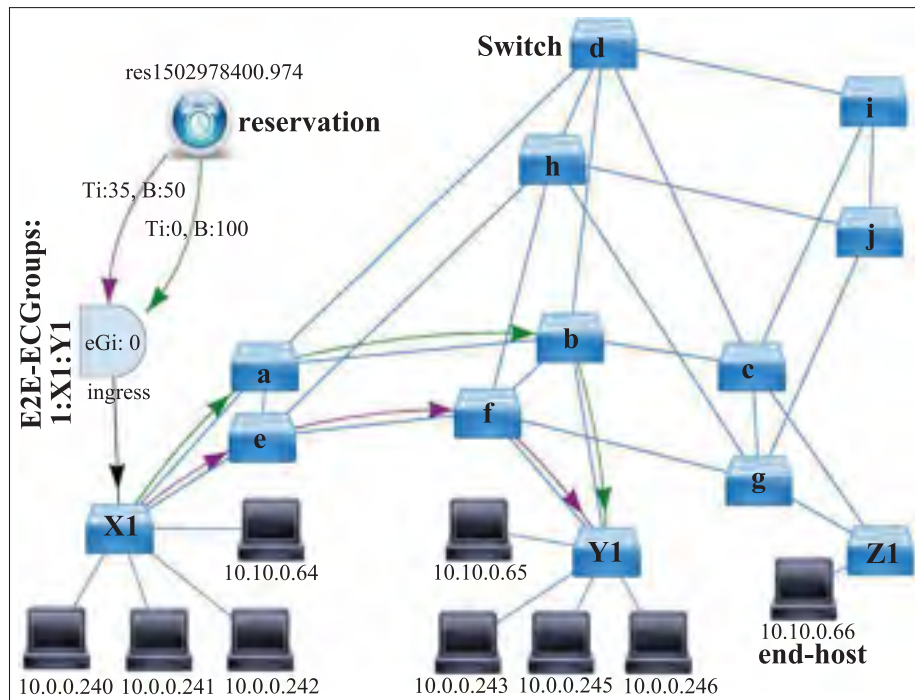 Switch
d
res1502978400.974
reservation
i
h
Ti:35, B:50
Ti:0, B:100
j
E2E-ECGroups:
1:X1:Y1
eGi: 0
ingress
a
b
c
e
f
g
X1
Y1
Z1
10.10.0.64
10.10.0.65
10.10.0.66
end-host
10.0.0.240
10.0.0.241
10.0.0.242
10.0.0.243
10.0.0.245
10.0.0.246